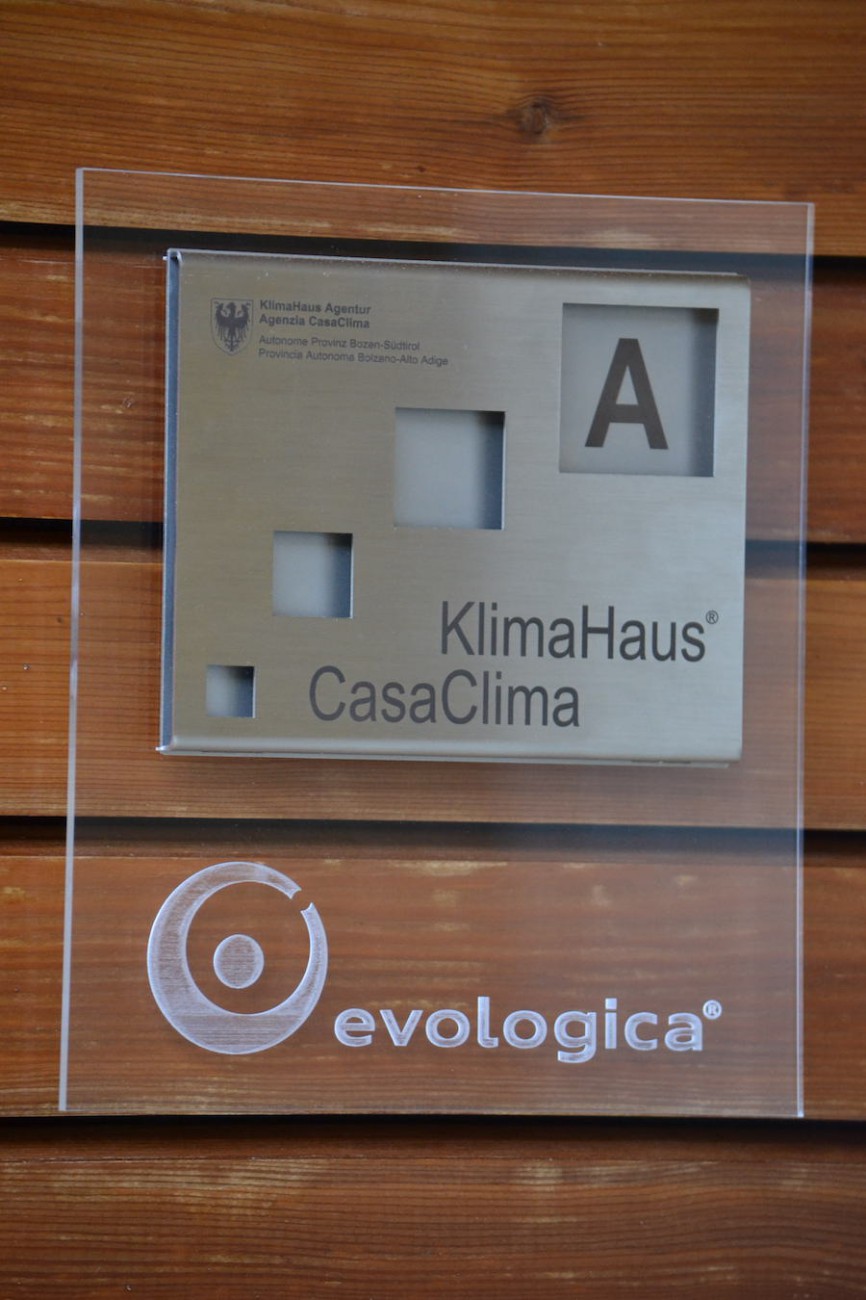 KlimaHaus Agentur
Agenzia CasaClima
Autonome Provinz Bozen-Südtirol
Provincia Autonoma Bolzano-Alto Adige
A
KlimaHaus®
CasaClima
evologica®